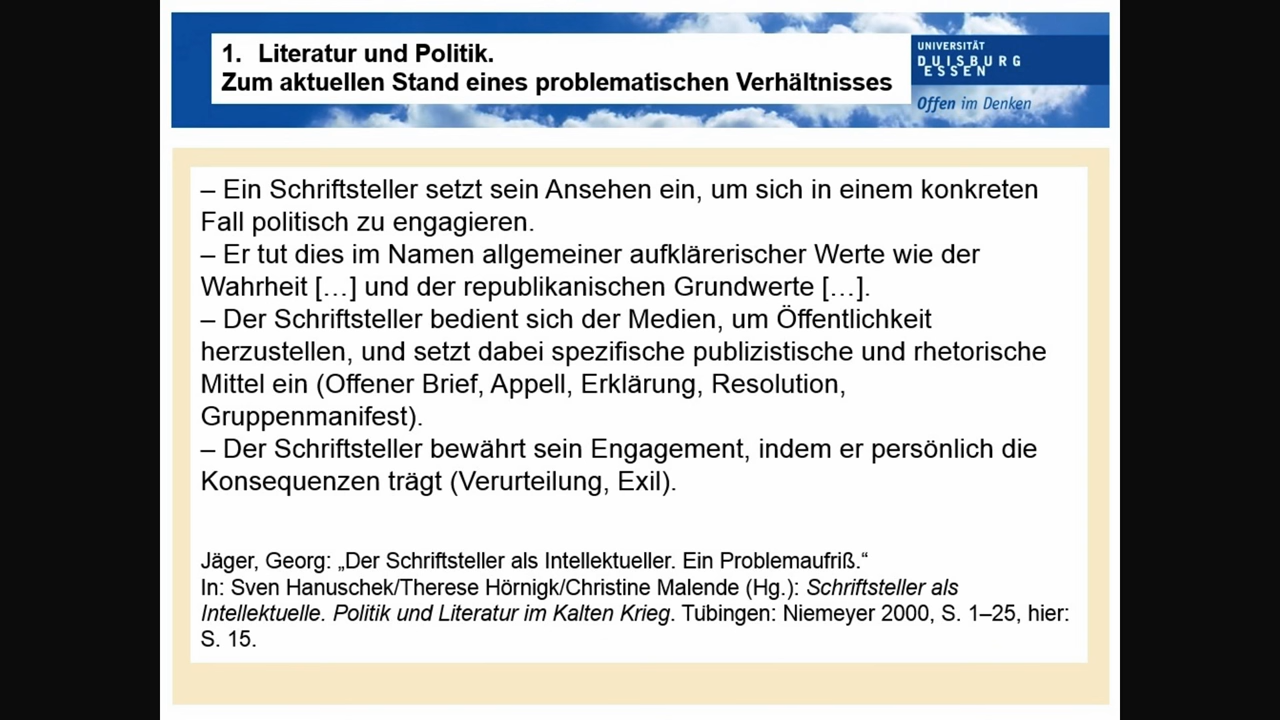 1. Literatur und Politik.
Zum aktuellen Stand eines problematischen Verhältnisses
UNIVERSITÄT
DUISBURG
ESSEN
Offen im Denken
– Ein Schriftsteller setzt sein Ansehen ein, um sich in einem konkreten
Fall politisch zu engagieren.
– Er tut dies im Namen allgemeiner aufklärerischer Werte wie der
Wahrheit […] und der republikanischen Grundwerte […].
– Der Schriftsteller bedient sich der Medien, um Öffentlichkeit
herzustellen, und setzt dabei spezifische publizistische und rhetorische
Mittel ein (Offener Brief, Appell, Erklärung, Resolution,
Gruppenmanifest).
– Der Schriftsteller bewährt sein Engagement, indem er persönlich die
Konsequenzen trägt (Verurteilung, Exil).
Jäger, Georg: „Der Schriftsteller als Intellektueller. Ein Problemaufriß.“
In: Sven Hanuschek/Therese Hörnigk/Christine Malende (Hg.): Schriftsteller als
Intellektuelle. Politik und Literatur im Kalten Krieg. Tübingen: Niemeyer 2000, S. 1–25, hier:
S. 15.